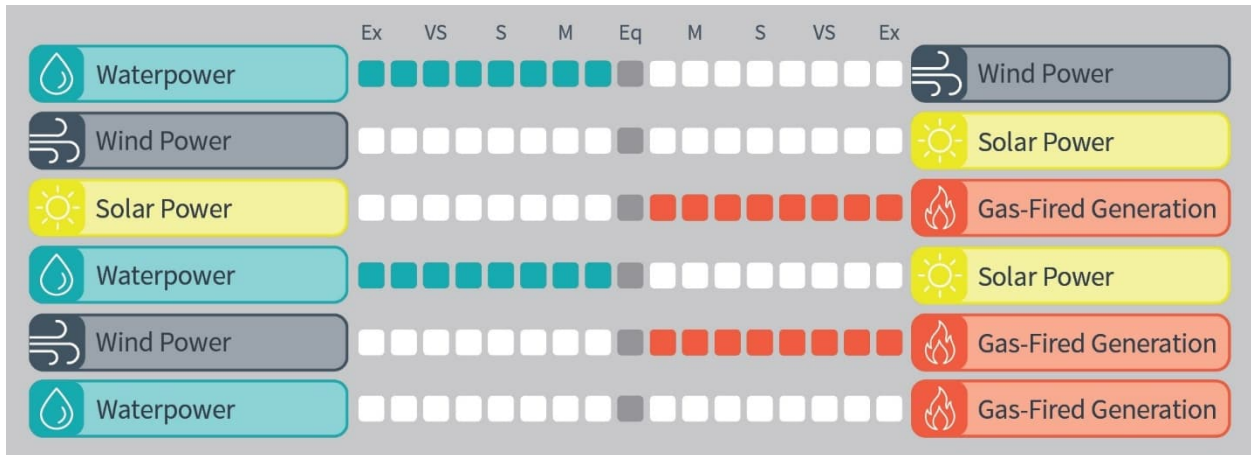 Ex VS S M Eq M S VS Ex
Waterpower Wind Power
Wind Power Solar Power
Solar Power Gas-Fired Generation
Waterpower Solar Power
Wind Power Gas-Fired Generation
Waterpower Gas-Fired Generation